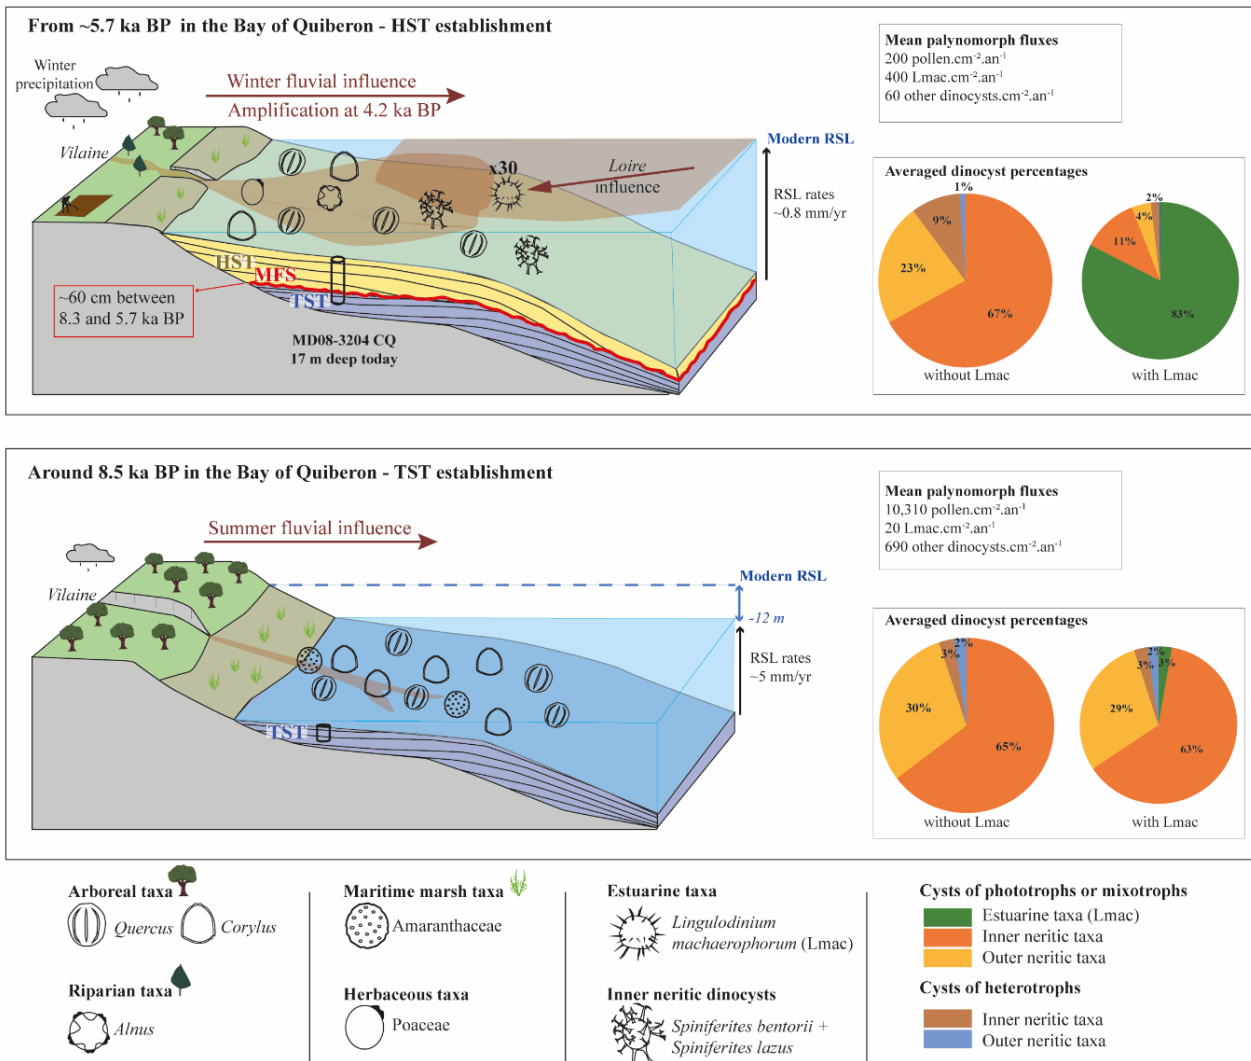 From ~5.7 ka BP  in the Bay of Quiberon - HST establishment
Winter
precipitation
Winter fluvial influence
Amplification at 4.2 ka BP
Vilaine
x30
Loire
influence
Modern RSL
RSL rates
~0.8 mm/yr
HST
MFS
TST
~60 cm between
8.3 and 5.7 ka BP
MD08-3204 CQ
17 m deep today
Mean palynomorph fluxes
200 pollen.cm⁻².an⁻¹
400 Lmac.cm⁻².an⁻¹
60 other dinocysts.cm⁻².an⁻¹
Averaged dinocyst percentages
1%
9%
23%
67%
without Lmac
2%
4%
11%
83%
with Lmac
Around 8.5 ka BP in the Bay of Quiberon - TST establishment
Summer fluvial influence
Vilaine
Modern RSL
-12 m
RSL rates
~5 mm/yr
TST
Mean palynomorph fluxes
10,310 pollen.cm⁻².an⁻¹
20 Lmac.cm⁻².an⁻¹
690 other dinocysts.cm⁻².an⁻¹
Averaged dinocyst percentages
2%
3%
30%
65%
without Lmac
2%
3%
3%
29%
63%
with Lmac
Arboreal taxa
Quercus
Corylus
Riparian taxa
Alnus
Maritime marsh taxa
Amaranthaceae
Herbaceous taxa
Poaceae
Estuarine taxa
Lingulodinium
machaerophorum (Lmac)
Inner neritic dinocysts
Spiniferites bentorii +
Spiniferites lazus
Cysts of phototrophs or mixotrophs
Estuarine taxa (Lmac)
Inner neritic taxa
Outer neritic taxa
Cysts of heterotrophs
Inner neritic taxa
Outer neritic taxa